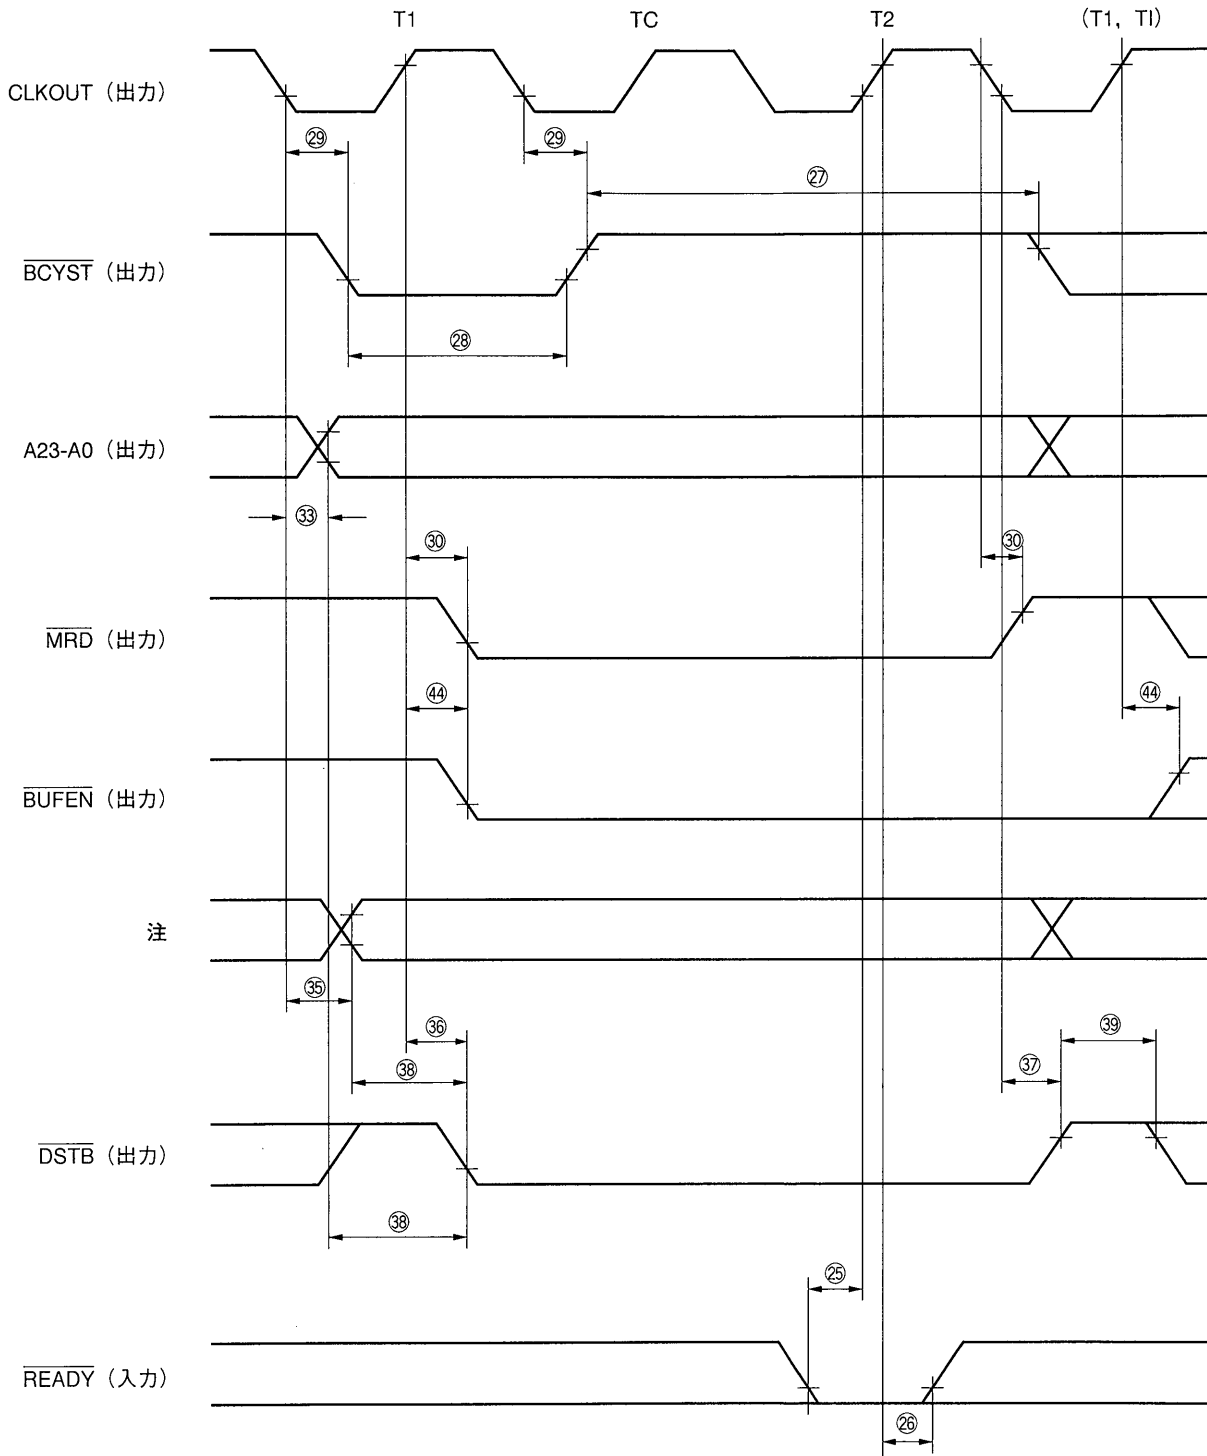 T1 TC T2 (T1, TI)
CLKOUT（出力）
㉙ ㉙
㉗
BCYST（出力）
㉘
A23-A0（出力）
㉝
㉚ ㉚
MRD（出力）
㊹ ㊹
BUFEN（出力）
注
㉟
㊱ ㊴
㊳ ㊲
DSTB（出力）
㊳
㉕
READY（入力）
㉖